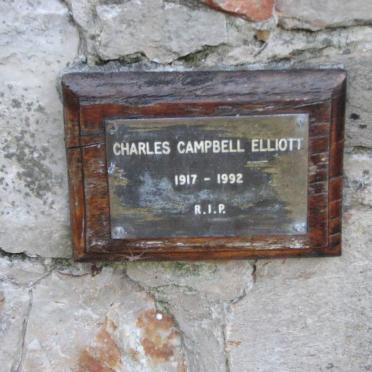 CHARLES CAMPBELL ELLIOTT
1917 - 1992
R.I.P.